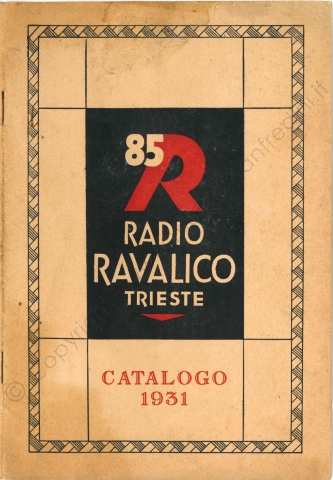 85
R
RADIO
RAVALICO
TRIESTE
CATALOGO
1931